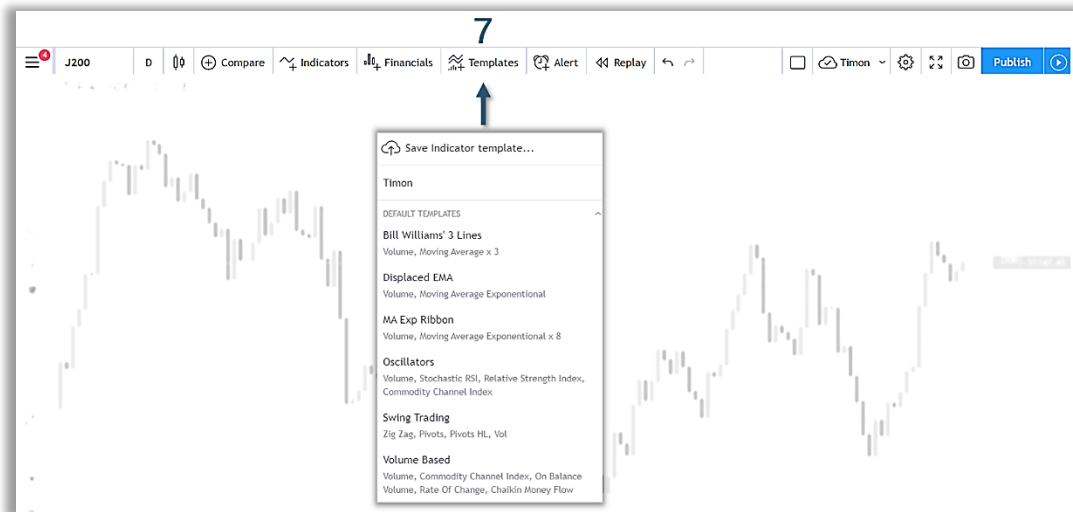 7
4
J200 D Compare Indicators Financials Templates Alert Replay Timon Publish
Save Indicator template...
Timon
DEFAULT TEMPLATES
Bill Williams' 3 Lines
Volume, Moving Average x 3
Displaced EMA
Volume, Moving Average Exponential
MA Exp Ribbon
Volume, Moving Average Exponential x 8
Oscillators
Volume, Stochastic RSI, Relative Strength Index,
Commodity Channel Index
Swing Trading
Zig Zag, Pivots, Pivots HL, Vol
Volume Based
Volume, Commodity Channel Index, On Balance
Volume, Rate Of Change, Chaikin Money Flow